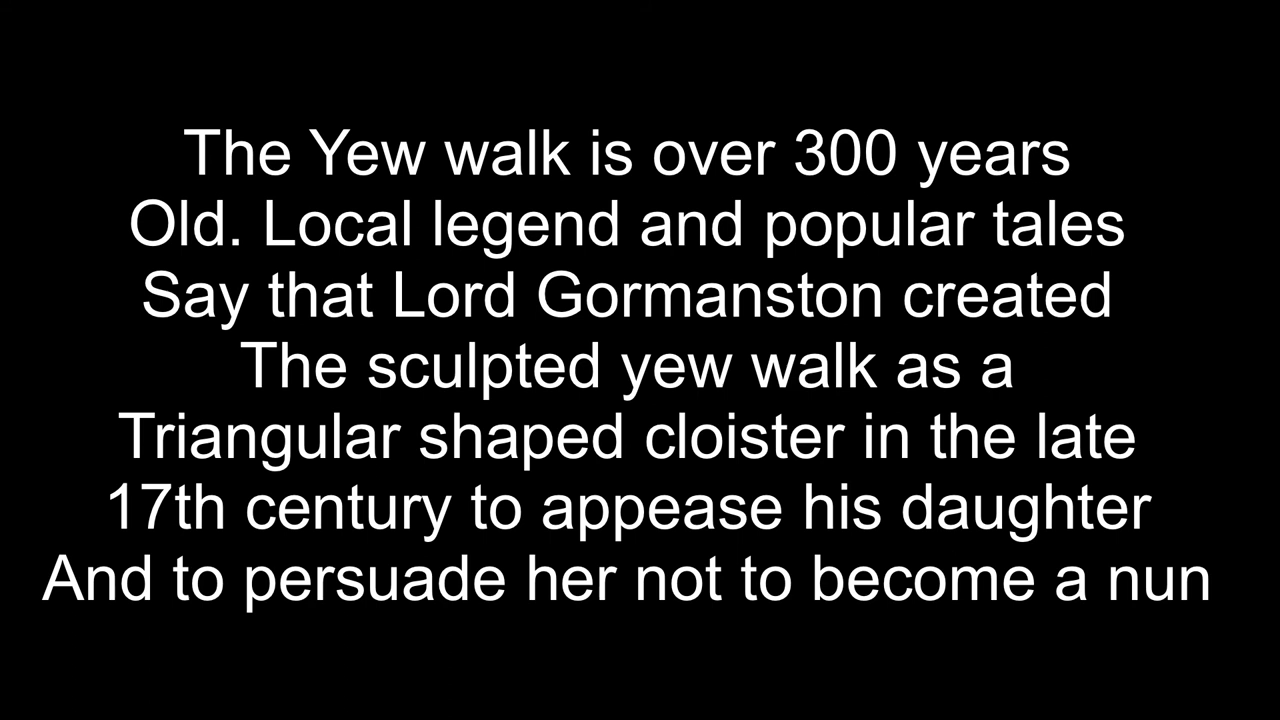 The Yew walk is over 300 years
Old. Local legend and popular tales
Say that Lord Gormanston created
The sculpted yew walk as a
Triangular shaped cloister in the late
17th century to appease his daughter
And to persuade her not to become a nun